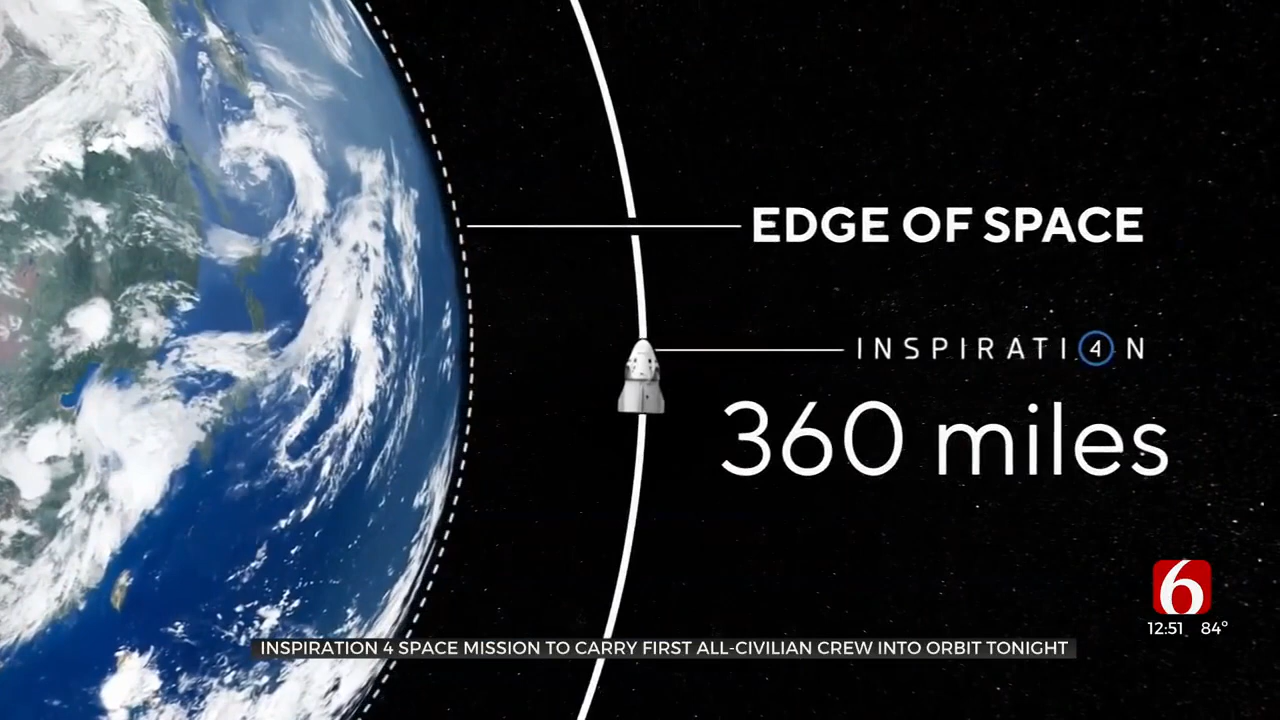 EDGE OF SPACE
INSPIRATI4N
360 miles
6
12:51 84°
INSPIRATION 4 SPACE MISSION TO CARRY FIRST ALL-CIVILIAN CREW INTO ORBIT TONIGHT